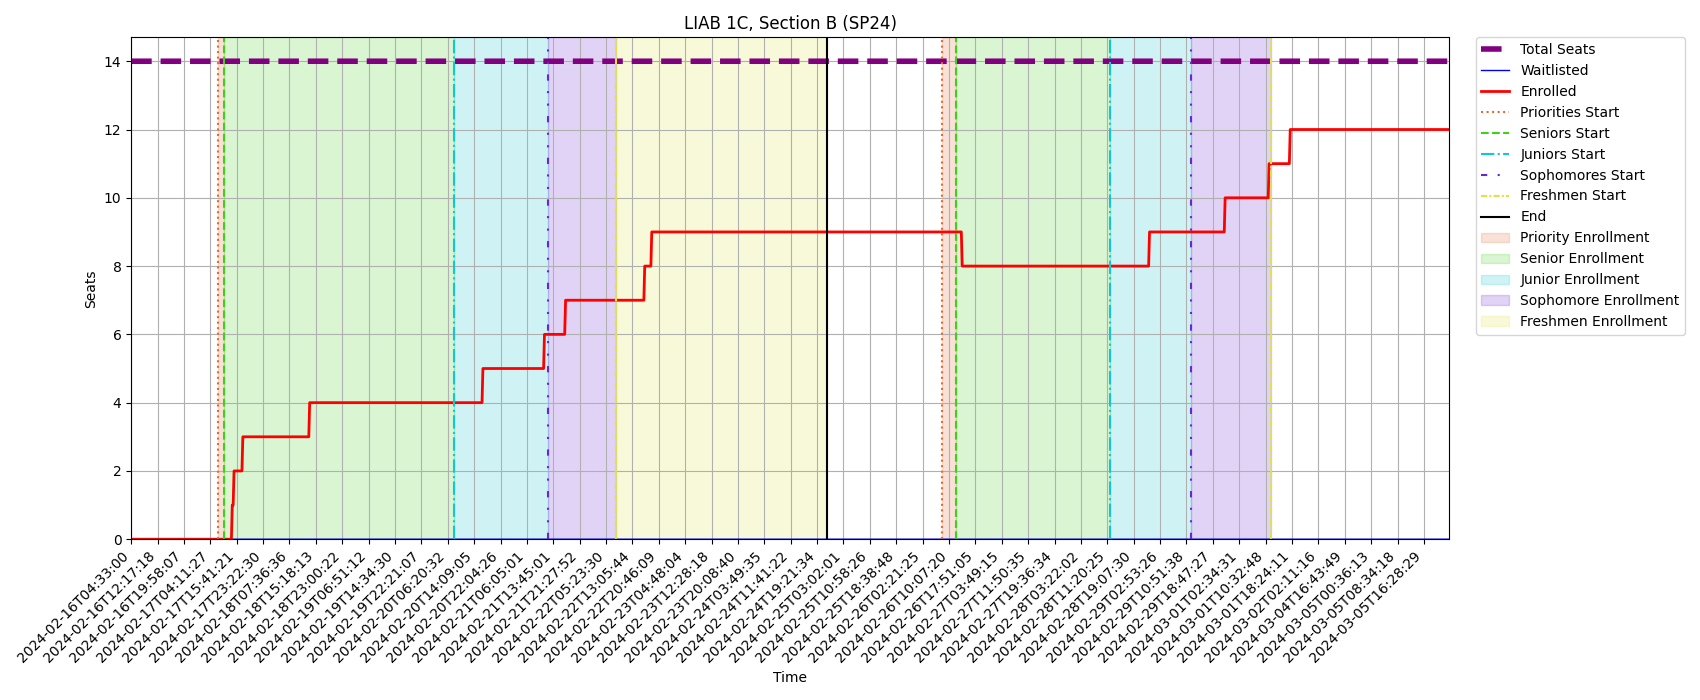 LIAB 1C, Section B (SP24)
Total Seats
Waitlisted
Enrolled
Priorities Start
Seniors Start
Juniors Start
Sophomores Start
Freshmen Start
End
Priority Enrollment
Senior Enrollment
Junior Enrollment
Sophomore Enrollment
Freshmen Enrollment
Seats
14
12
10
8
6
4
2
0
2024-02-16T04:33:00
2024-02-16T12:17:18
2024-02-16T19:58:07
2024-02-17T04:11:27
2024-02-17T15:41:21
2024-02-17T23:22:30
2024-02-18T07:36:36
2024-02-18T15:18:13
2024-02-18T23:00:22
2024-02-19T06:51:12
2024-02-19T14:34:30
2024-02-19T22:21:07
2024-02-20T06:20:32
2024-02-20T14:09:05
2024-02-20T22:04:26
2024-02-21T06:05:01
2024-02-21T13:45:01
2024-02-21T21:27:52
2024-02-22T05:23:30
2024-02-22T13:05:44
2024-02-22T20:46:09
2024-02-23T04:48:04
2024-02-23T12:28:18
2024-02-23T20:08:40
2024-02-24T03:49:35
2024-02-24T11:41:22
2024-02-24T19:21:34
2024-02-25T03:02:01
2024-02-25T10:58:26
2024-02-25T18:38:48
2024-02-26T02:21:25
2024-02-26T10:07:20
2024-02-26T17:51:05
2024-02-27T03:49:15
2024-02-27T11:50:35
2024-02-27T19:36:34
2024-02-28T03:22:02
2024-02-28T11:20:25
2024-02-28T19:07:30
2024-02-29T02:53:26
2024-02-29T10:51:38
2024-02-29T18:47:27
2024-03-01T02:34:31
2024-03-01T10:32:48
2024-03-01T18:24:11
2024-03-02T02:11:16
2024-03-04T16:43:49
2024-03-05T00:36:13
2024-03-05T08:34:18
2024-03-05T16:28:29
Time